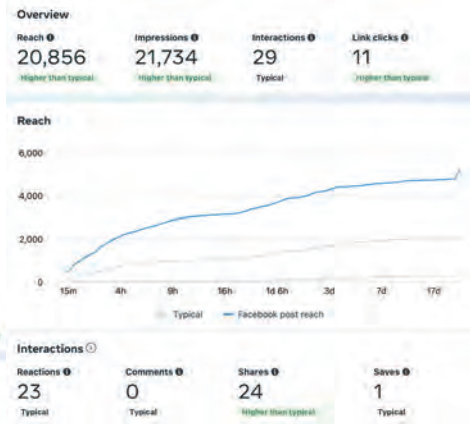 Overview
Reach Impressions Interactions Link clicks
20,856 21,734 29 11
Higher than typical Higher than typical Typical Higher than typical
Reach
6,000
4,000
2,000
0
15m 4h 9h 16h 1d 6h 3d 7d 17d
Typical Facebook post reach
Interactions
Reactions Comments Shares Saves
23 0 24 1
Typical Typical Higher than typical Typical